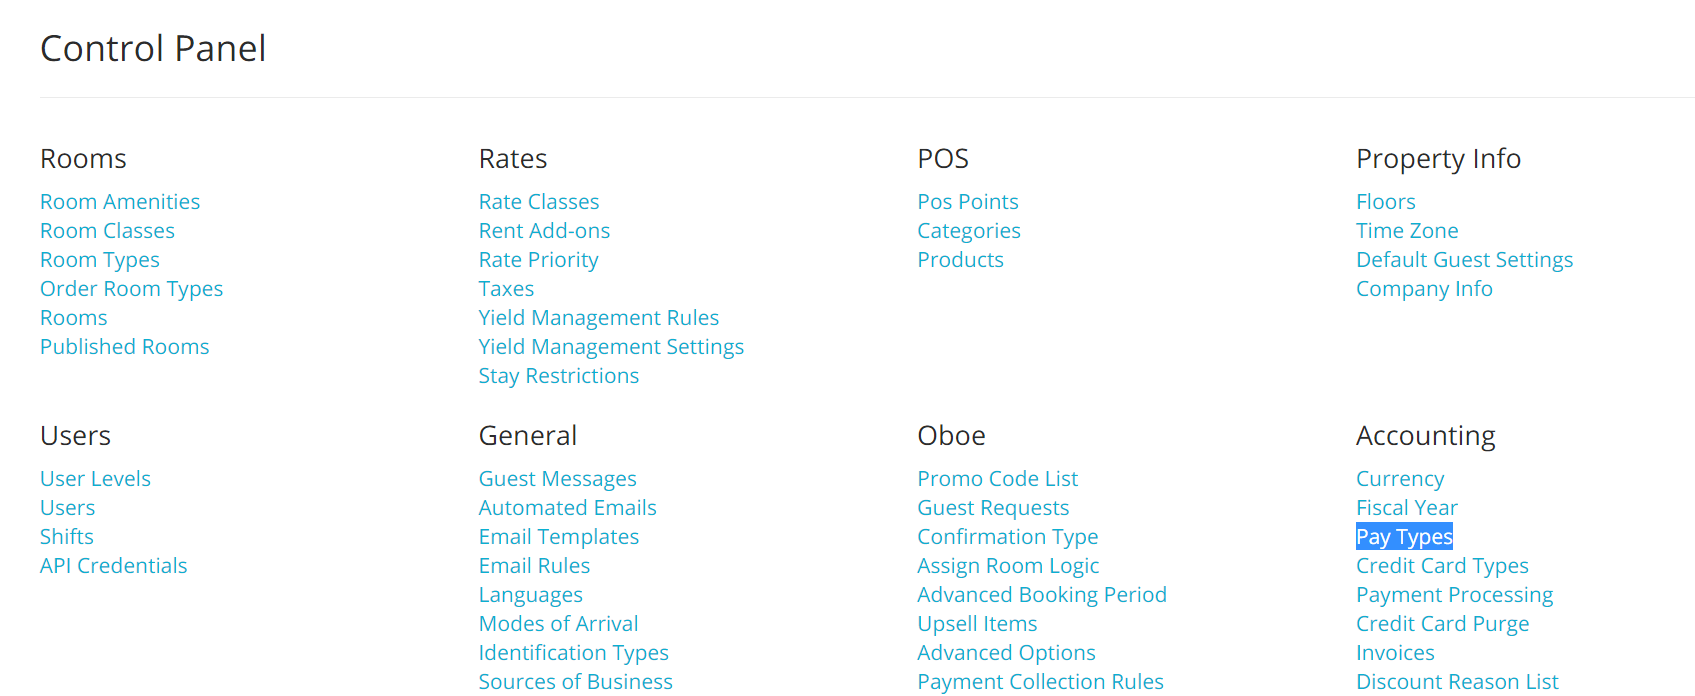 Control Panel
Rooms
Room Amenities
Room Classes
Room Types
Order Room Types
Rooms
Published Rooms
Rates
Rate Classes
Rent Add-ons
Rate Priority
Taxes
Yield Management Rules
Yield Management Settings
Stay Restrictions
POS
Pos Points
Categories
Products
Property Info
Floors
Time Zone
Default Guest Settings
Company Info
Users
User Levels
Users
Shifts
API Credentials
General
Guest Messages
Automated Emails
Email Templates
Email Rules
Languages
Modes of Arrival
Identification Types
Sources of Business
Oboe
Promo Code List
Guest Requests
Confirmation Type
Assign Room Logic
Advanced Booking Period
Upsell Items
Advanced Options
Payment Collection Rules
Accounting
Currency
Fiscal Year
Pay Types
Credit Card Types
Payment Processing
Credit Card Purge
Invoices
Discount Reason List